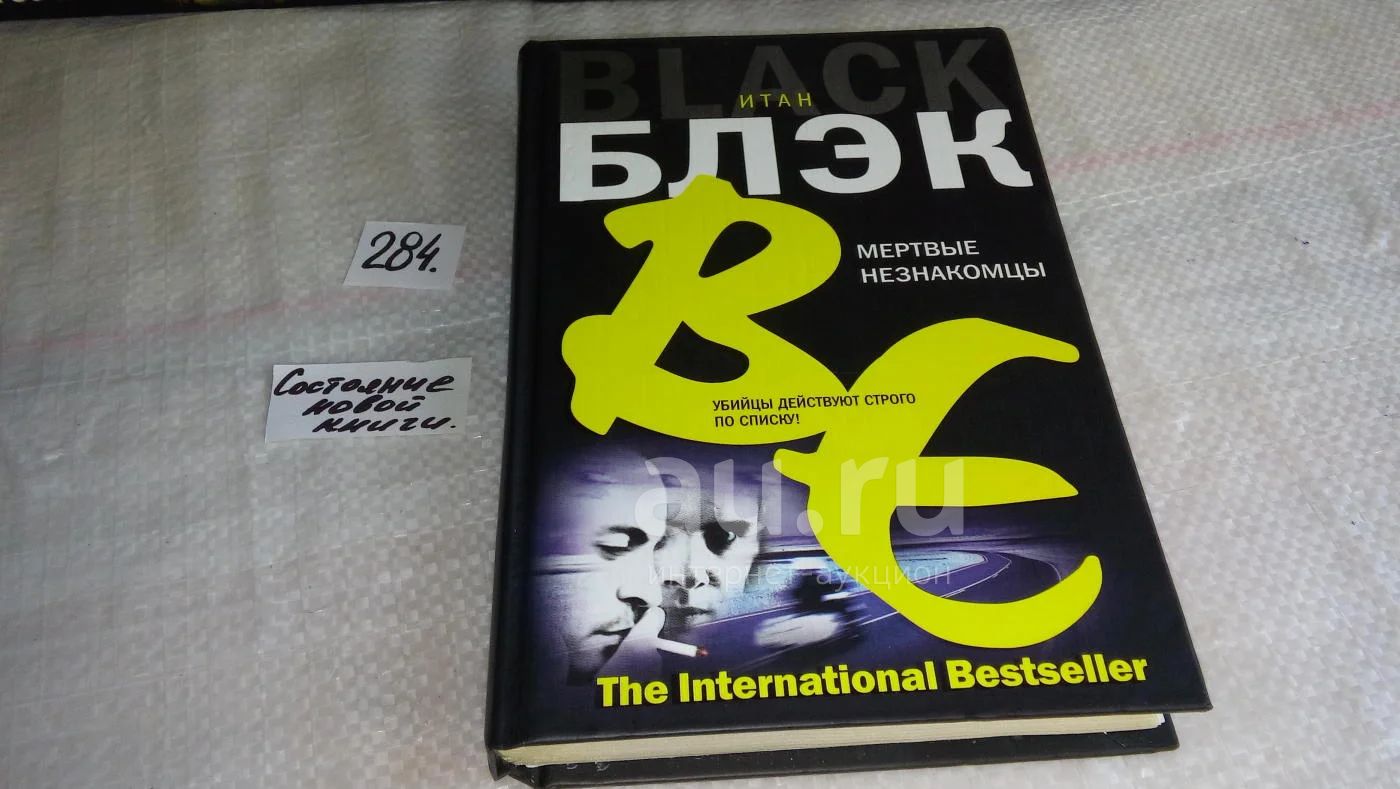 BLACK
ИТАН
БЛЭК
МЕРТВЫЕ
НЕЗНАКОМЦЫ
284.
Состояние
новой
книги.
УБИЙЦЫ ДЕЙСТВУЮТ СТРОГО
ПО СПИСКУ!
au.ru
интернет-аукцион
The International Bestseller